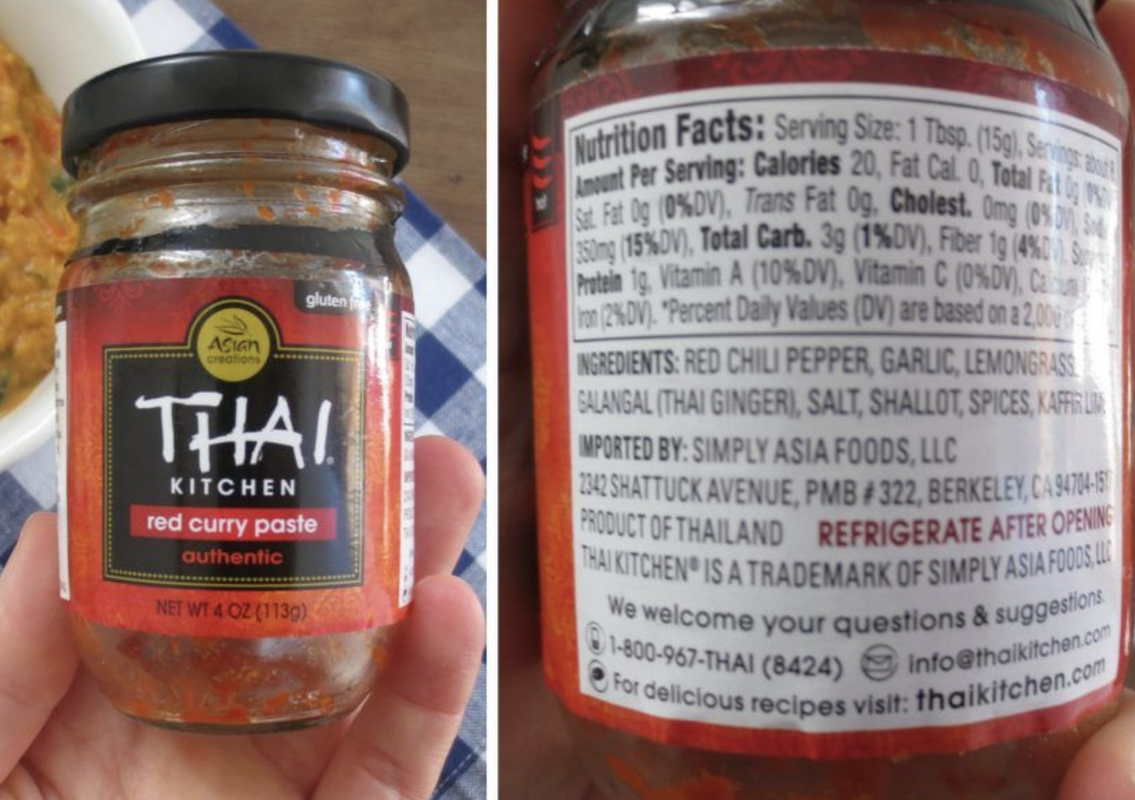 gluten
Asian
creations
THAI
KITCHEN
red curry paste
authentic
NET WT 4 OZ (113g)
Nutrition Facts: Serving Size: 1 Tbsp. (15g), Servings: about
Amount Per Serving: Calories 20, Fat Cal. 0, Total Fat 0g (0%
Sat. Fat 0g (0%DV), Trans Fat 0g, Cholest. 0mg (0%DV),
350mg (15%DV), Total Carb. 3g (1%DV), Fiber 1g (4%DV),
Protein 1g, Vitamin A (10%DV), Vitamin C (0%DV),
Iron (2%DV). *Percent Daily Values (DV) are based on a
INGREDIENTS: RED CHILI PEPPER, GARLIC, LEMONGRASS
GALANGAL (THAI GINGER), SALT, SHALLOT, SPICES, KAFFIR LIM
IMPORTED BY: SIMPLY ASIA FOODS, LLC
2342 SHATTUCK AVENUE, PMB #322, BERKELEY, CA 94704-151
PRODUCT OF THAILAND REFRIGERATE AFTER OPENING
THAI KITCHEN® IS A TRADEMARK OF SIMPLY ASIA FOODS, LLC
We welcome your questions & suggestions.
1-800-967-THAI (8424) info@thaikitchen.com
For delicious recipes visit: thaikitchen.com